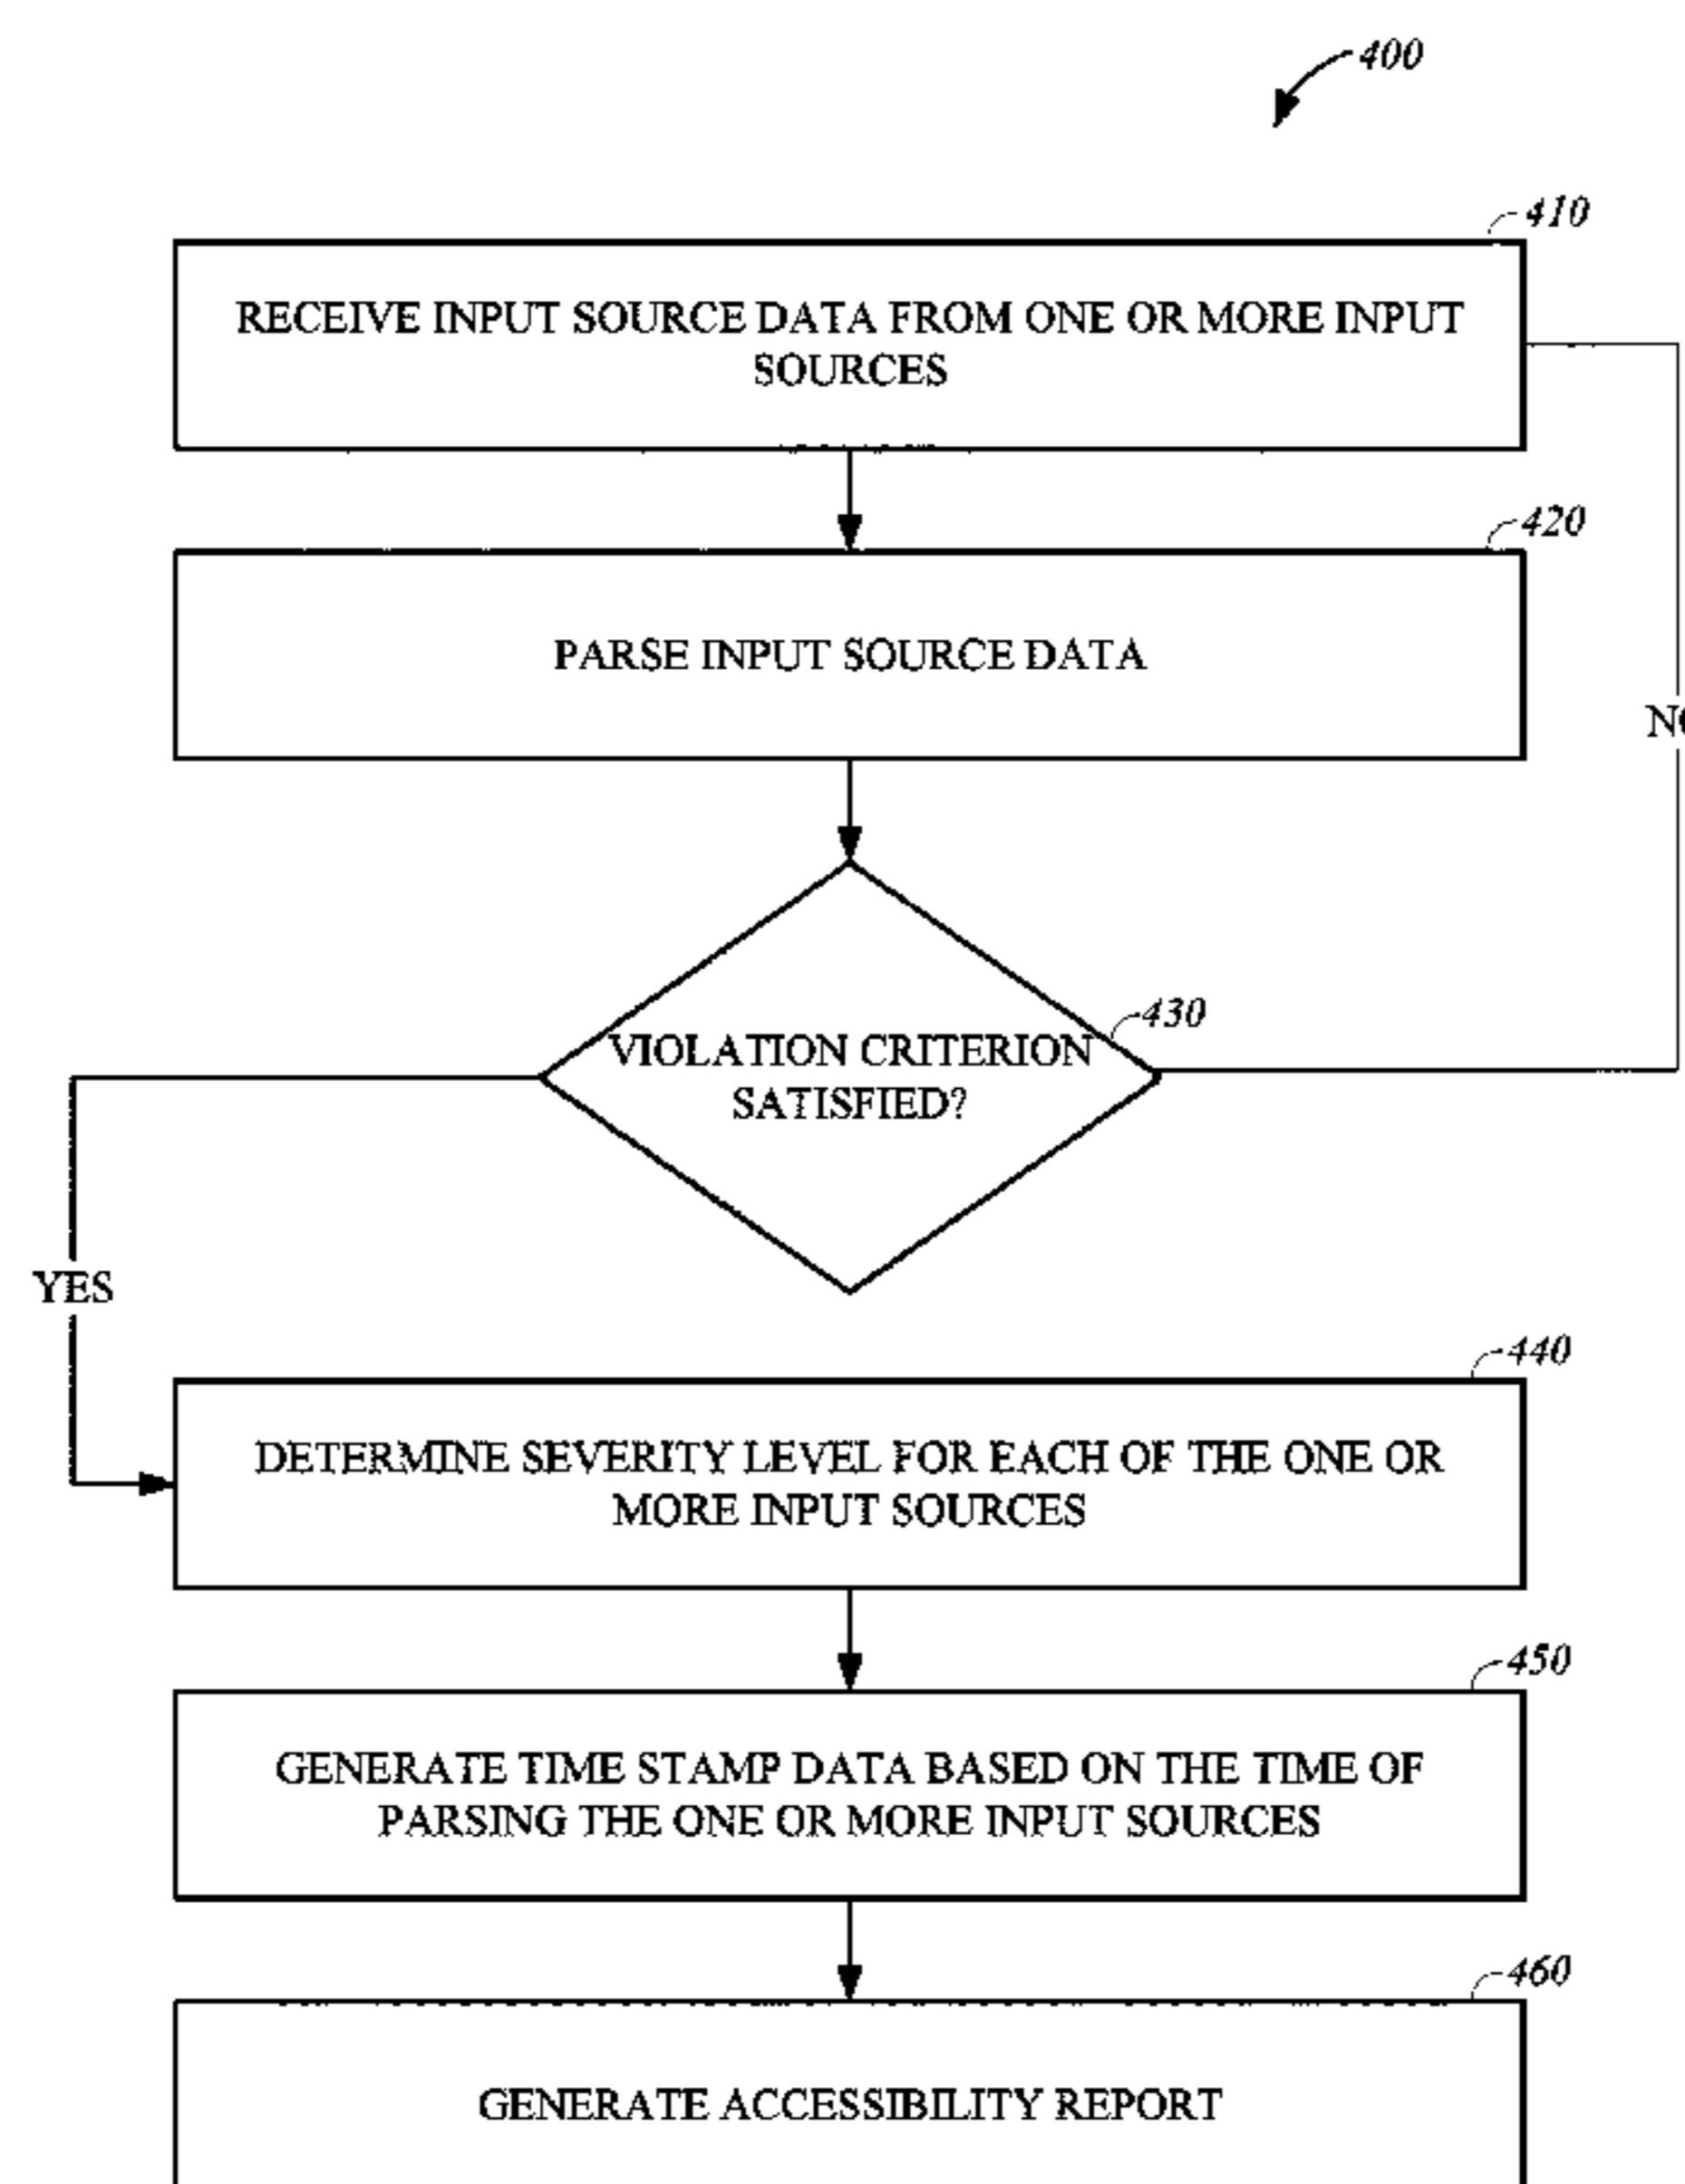 400
410
RECEIVE INPUT SOURCE DATA FROM ONE OR MORE INPUT
SOURCES
420
PARSE INPUT SOURCE DATA
NO
430
VIOLATION CRITERION
SATISFIED?
YES
440
DETERMINE SEVERITY LEVEL FOR EACH OF THE ONE OR
MORE INPUT SOURCES
450
GENERATE TIME STAMP DATA BASED ON THE TIME OF
PARSING THE ONE OR MORE INPUT SOURCES
460
GENERATE ACCESSIBILITY REPORT